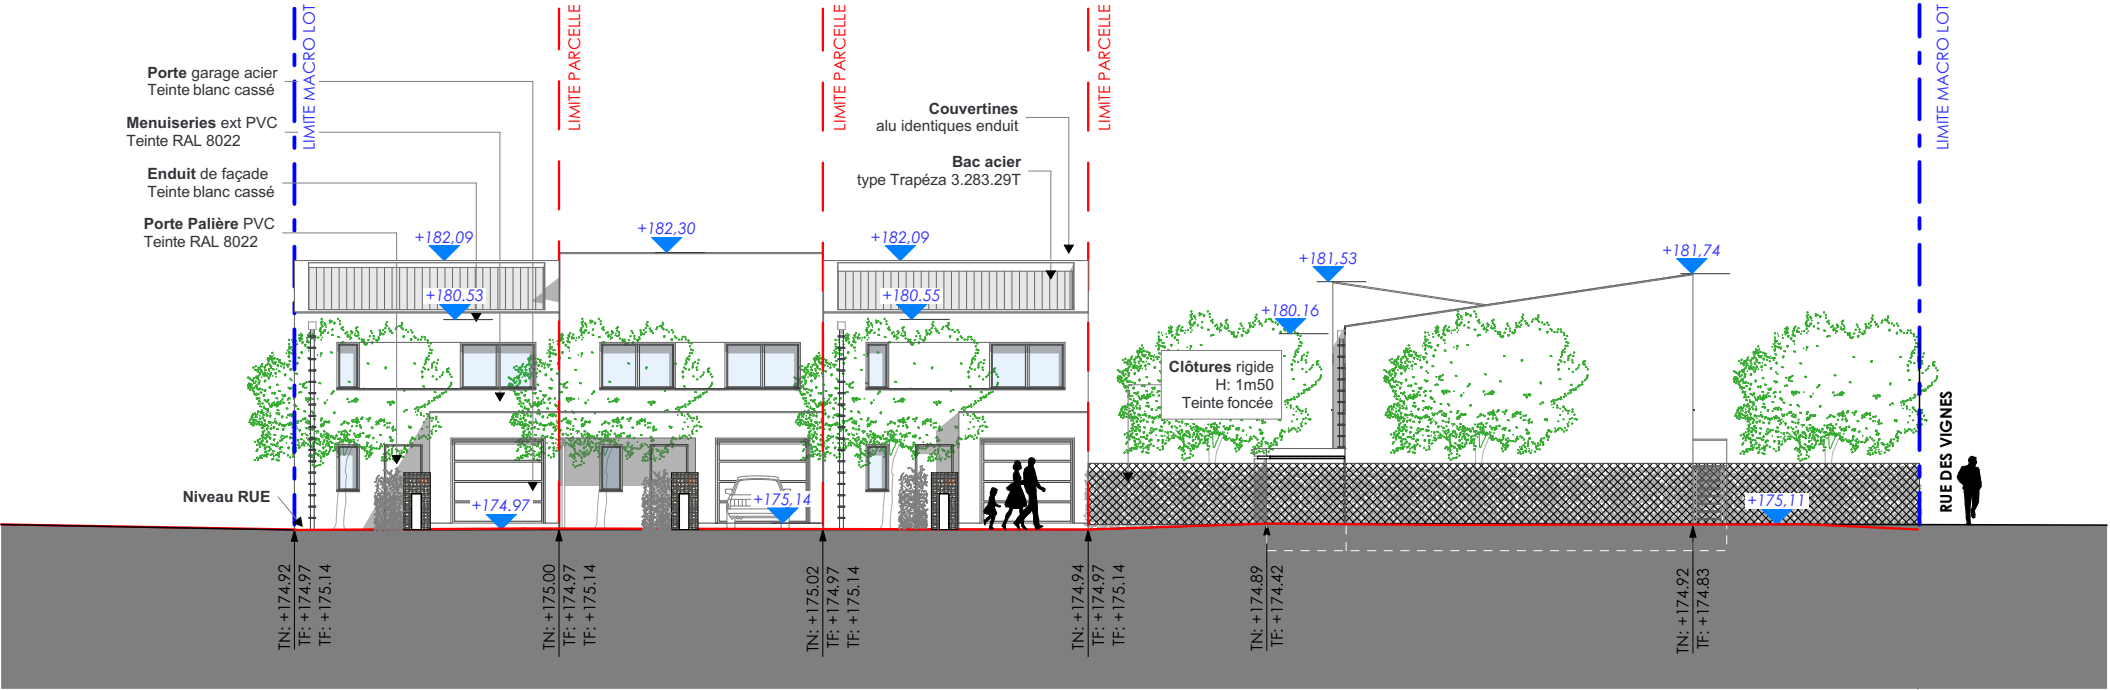 LIMITE MACRO LOT
LIMITE PARCELLE
LIMITE PARCELLE
LIMITE PARCELLE
LIMITE MACRO LOT
Porte garage acier
Teinte blanc cassé
Menuiseries ext PVC
Teinte RAL 8022
Enduit de façade
Teinte blanc cassé
Porte Palière PVC
Teinte RAL 8022
Couvertines
alu identiques enduit
Bac acier
type Trapéza 3.283.29T
+182,09
+182,30
+182,09
+181,53
+181,74
+180.53
+180.55
+180.16
Clôtures rigide
H: 1m50
Teinte foncée
Niveau RUE
+174.97
+175,14
+175,11
RUE DES VIGNES
TN: +174.92
TF: +174.97
TF: +175.14
TN: +175.00
TF: +174.97
TF: +175.14
TN: +175.02
TF: +174.97
TF: +175.14
TN: +174.94
TF: +174.97
TF: +175.14
TN: +174.89
TF: +174.42
TN: +174.92
TF: +174.83